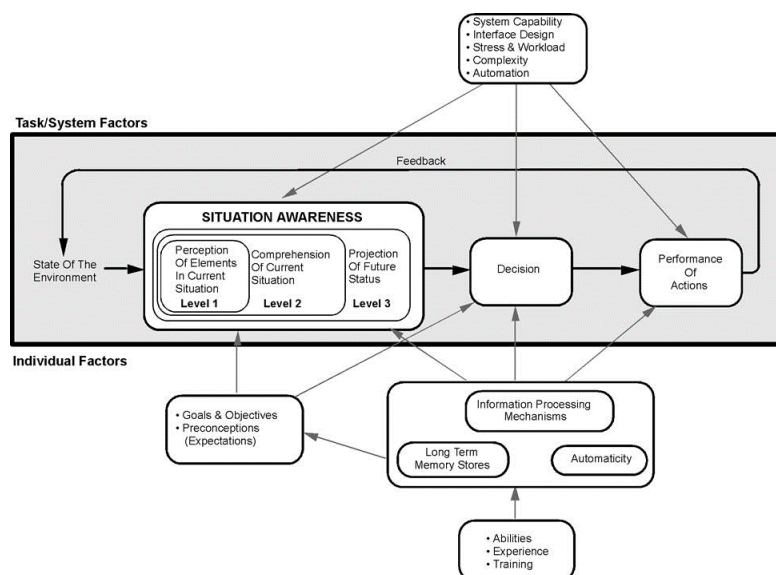 • System Capability
• Interface Design
• Stress & Workload
• Complexity
• Automation
Task/System Factors
Feedback
SITUATION AWARENESS
State Of The
Environment
Perception
Of Elements
In Current
Situation
Level 1
Comprehension
Of Current
Situation
Level 2
Projection
Of Future
Status
Level 3
Decision
Performance
Of
Actions
Individual Factors
• Goals & Objectives
• Preconceptions
(Expectations)
Information Processing
Mechanisms
Long Term
Memory Stores
Automaticity
• Abilities
• Experience
• Training